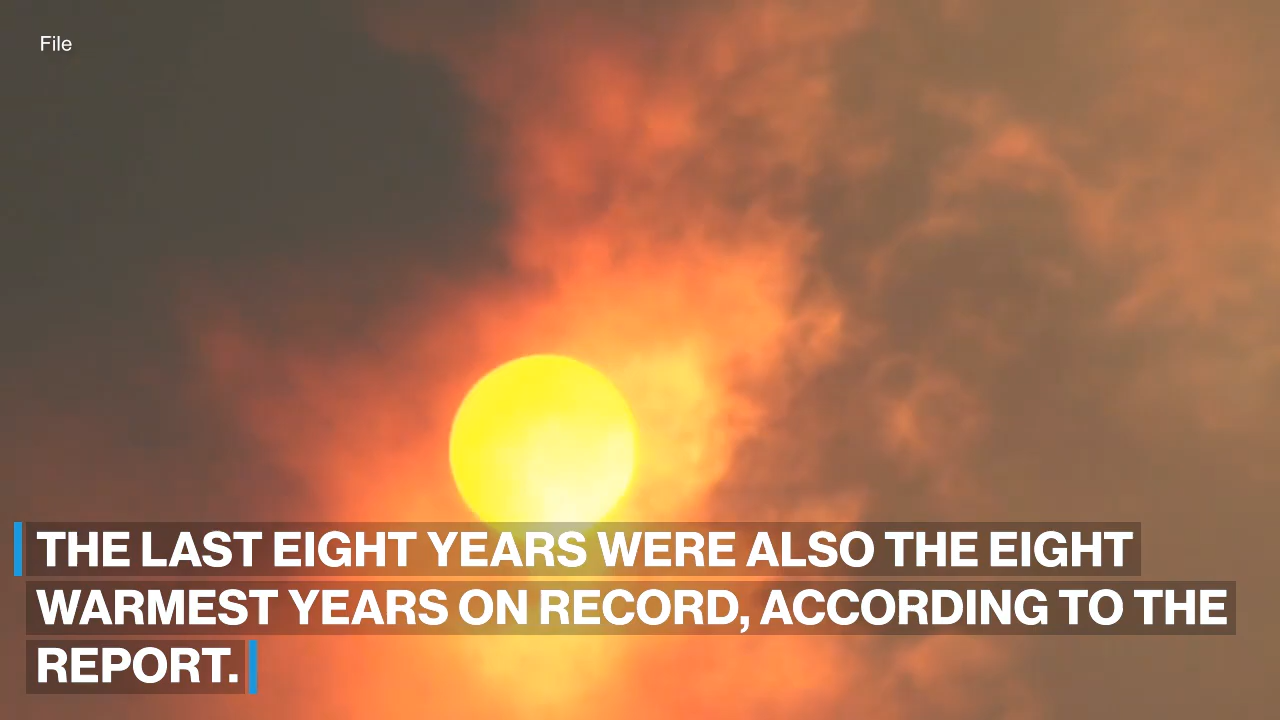 File
THE LAST EIGHT YEARS WERE ALSO THE EIGHT
WARMEST YEARS ON RECORD, ACCORDING TO THE
REPORT.